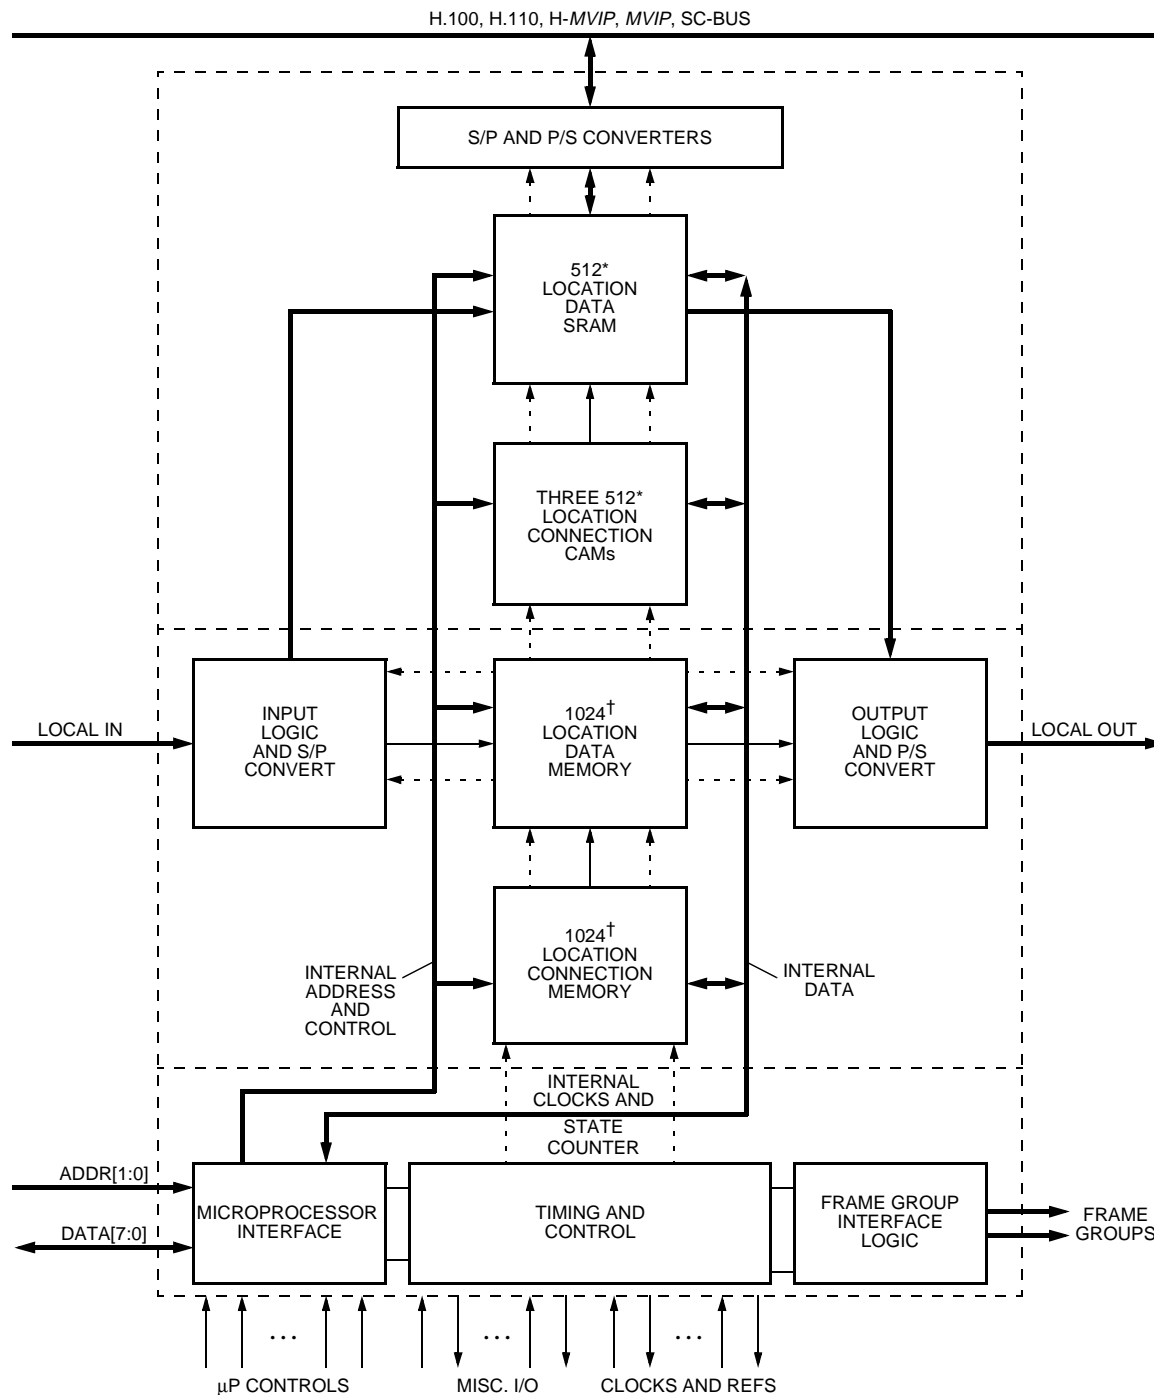 H.100, H.110, H-MVIP, MVIP, SC-BUS
S/P AND P/S CONVERTERS
512*
LOCATION
DATA
SRAM
THREE 512*
LOCATION
CONNECTION
CAMs
LOCAL IN
INPUT
LOGIC
AND S/P
CONVERT
1024†
LOCATION
DATA
MEMORY
OUTPUT
LOGIC
AND P/S
CONVERT
LOCAL OUT
1024†
LOCATION
CONNECTION
MEMORY
INTERNAL
ADDRESS
AND
CONTROL
INTERNAL
DATA
INTERNAL
CLOCKS AND
STATE
COUNTER
ADDR[1:0]
DATA[7:0]
MICROPROCESSOR
INTERFACE
TIMING AND
CONTROL
FRAME GROUP
INTERFACE
LOGIC
FRAME
GROUPS
... ... ...
µP CONTROLS MISC. I/O CLOCKS AND REFS